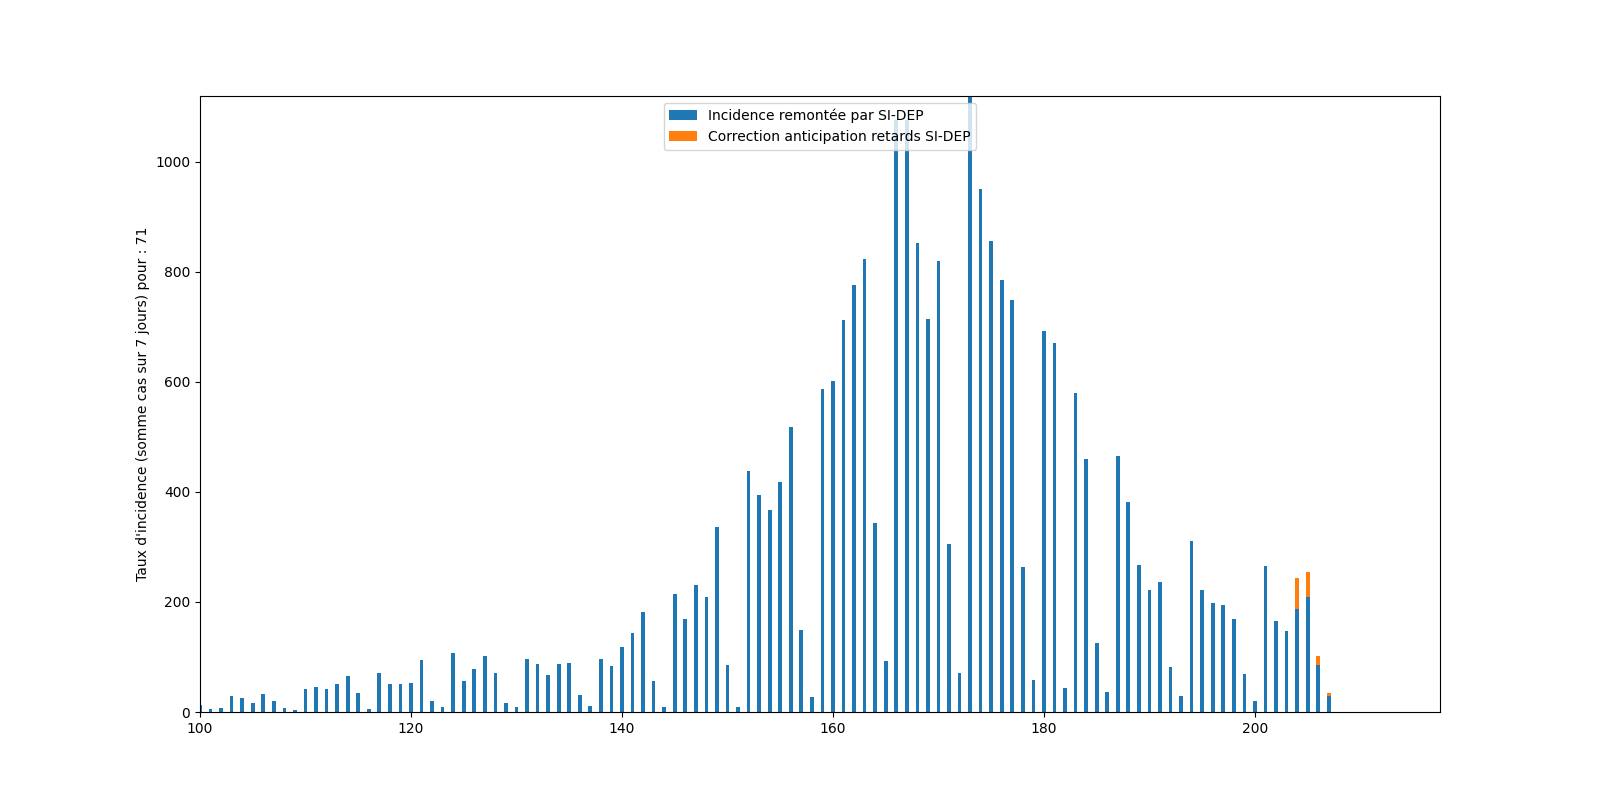 Incidence remontée par SI-DEP
Correction anticipation retards SI-DEP
Taux d'incidence (somme cas sur 7 jours) pour : 71
1000
800
600
400
200
0
100 120 140 160 180 200